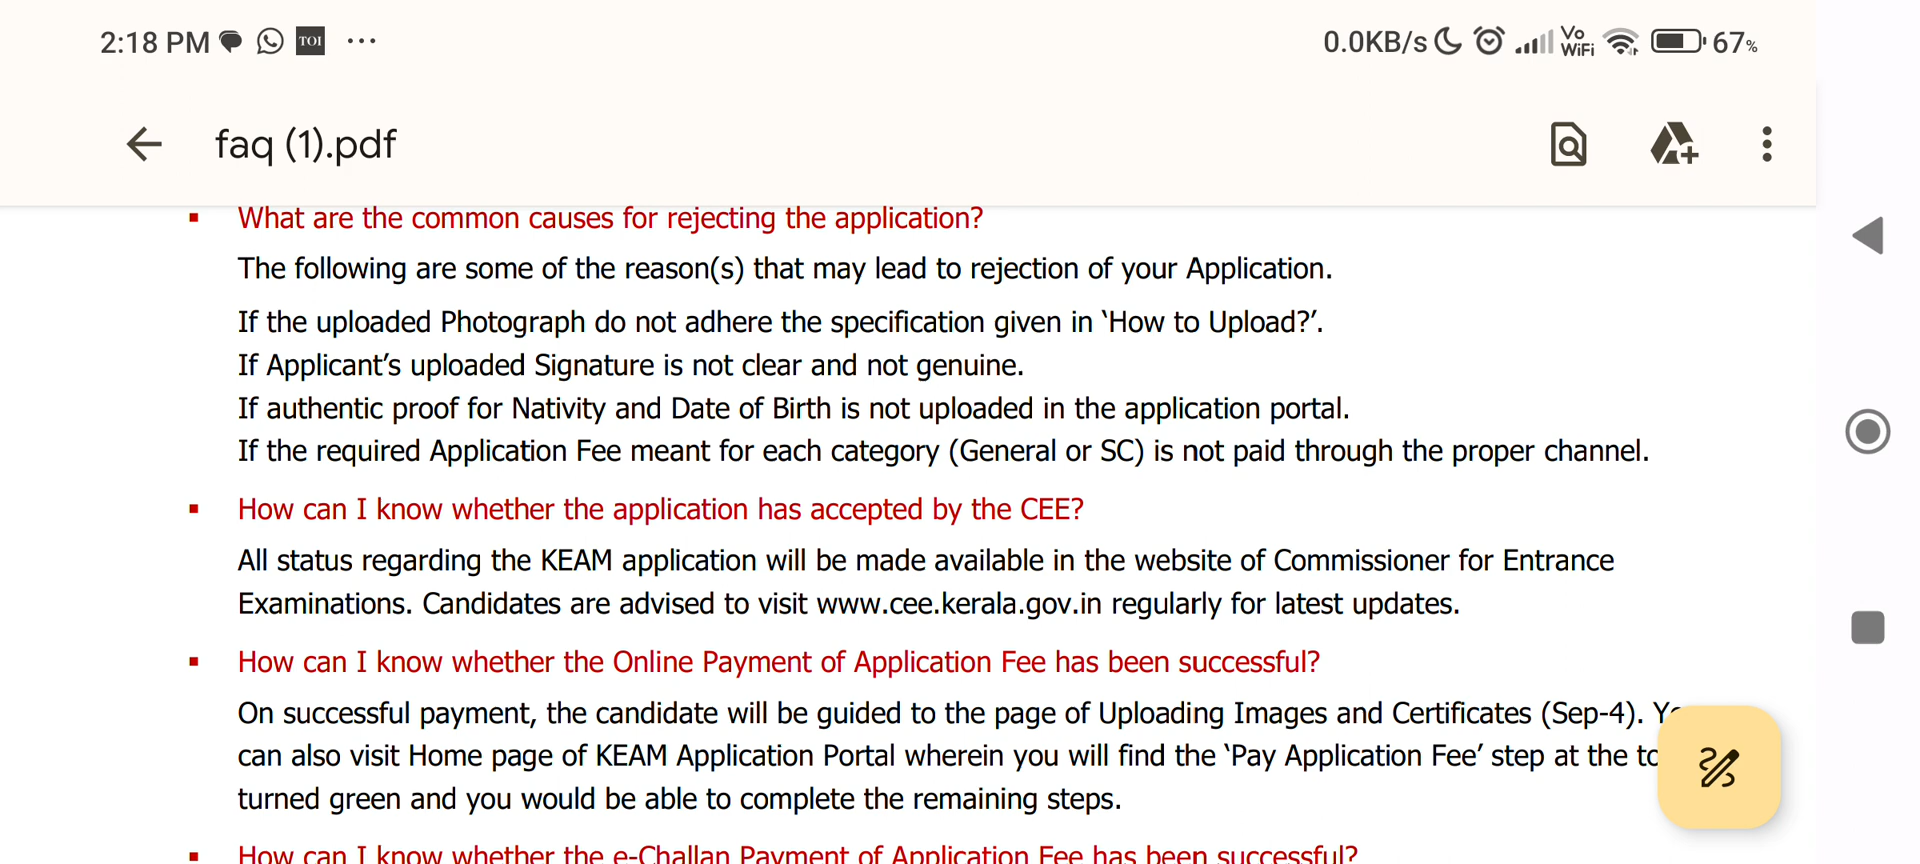 2:18 PM TOI ...
0.0KB/s Vo WiFi 67%
faq (1).pdf
▪ What are the common causes for rejecting the application?
The following are some of the reason(s) that may lead to rejection of your Application.
If the uploaded Photograph do not adhere the specification given in ‘How to Upload?’.
If Applicant’s uploaded Signature is not clear and not genuine.
If authentic proof for Nativity and Date of Birth is not uploaded in the application portal.
If the required Application Fee meant for each category (General or SC) is not paid through the proper channel.
▪ How can I know whether the application has accepted by the CEE?
All status regarding the KEAM application will be made available in the website of Commissioner for Entrance
Examinations. Candidates are advised to visit www.cee.kerala.gov.in regularly for latest updates.
▪ How can I know whether the Online Payment of Application Fee has been successful?
On successful payment, the candidate will be guided to the page of Uploading Images and Certificates (Sep-4).
can also visit Home page of KEAM Application Portal wherein you will find the ‘Pay Application Fee’ step at the
turned green and you would be able to complete the remaining steps.
▪ How can I know whether the e-Challan Payment of Application Fee has been successful?